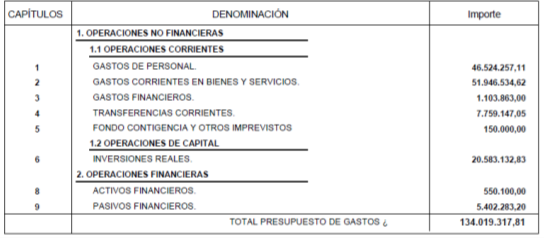 CAPÍTULOS DENOMINACIÓN Importe
1. OPERACIONES NO FINANCIERAS
1.1 OPERACIONES CORRIENTES
1 GASTOS DE PERSONAL. 46.524.257,11
2 GASTOS CORRIENTES EN BIENES Y SERVICIOS. 51.946.534,62
3 GASTOS FINANCIEROS. 1.103.863,00
4 TRANSFERENCIAS CORRIENTES. 7.759.147,05
5 FONDO CONTIGENCIA Y OTROS IMPREVISTOS 150.000,00
1.2 OPERACIONES DE CAPITAL
6 INVERSIONES REALES. 20.583.132,83
2. OPERACIONES FINANCIERAS
8 ACTIVOS FINANCIEROS. 550.100,00
9 PASIVOS FINANCIEROS. 5.402.283,20
TOTAL PRESUPUESTO DE GASTOS ¿ 134.019.317,81